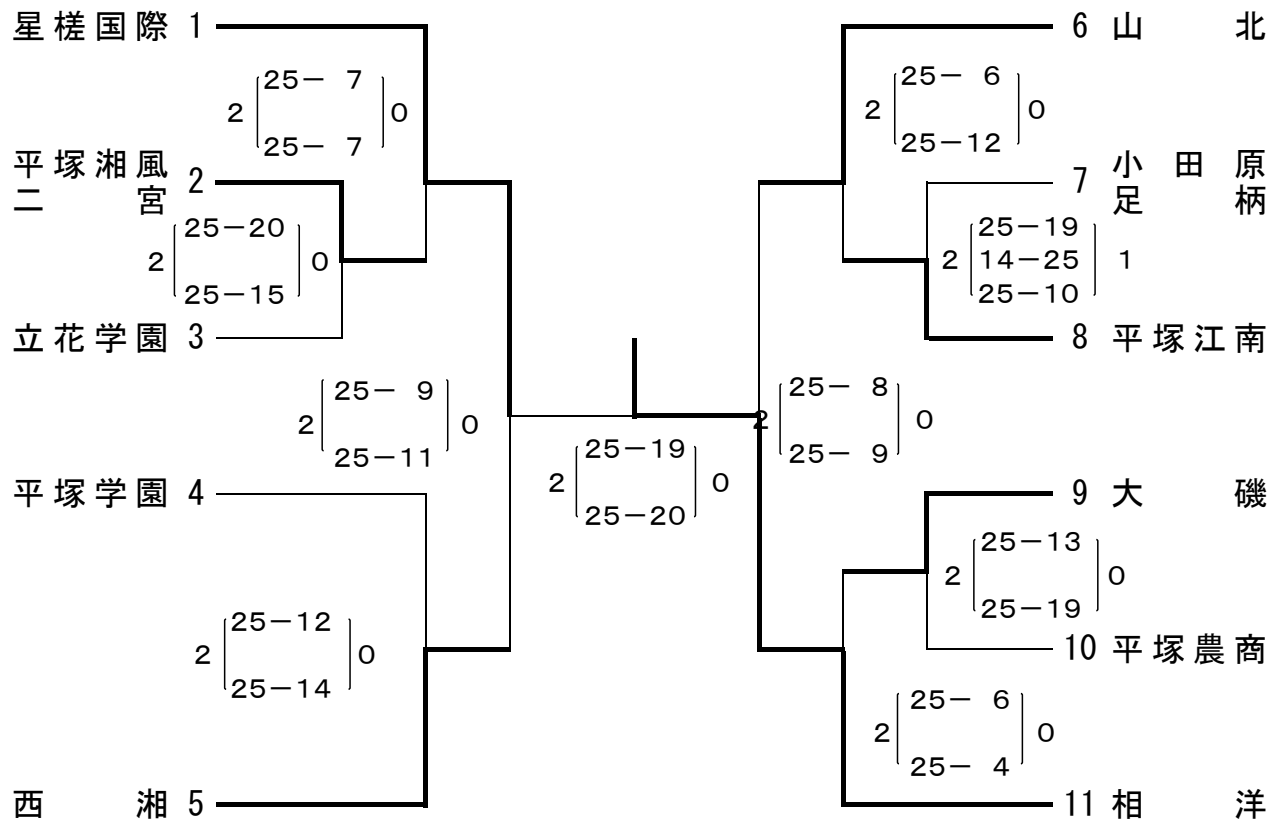 星槎国際 1
25－ 7
2 0
25－ 7
平塚湘風
二宮
2
25－20
2 0
25－15
立花学園 3
25－ 9
2 0
25－11
平塚学園 4
25－12
2 0
25－14
西湘 5
25－19
2 0
25－20
6 山北
25－ 6
2 0
25－12
7
小田原
足柄
25－19
2 14－25 1
25－10
8 平塚江南
25－ 8
2 0
25－ 9
9 大磯
25－13
2 0
25－19
10 平塚農商
25－ 6
2 0
25－ 4
11 相洋